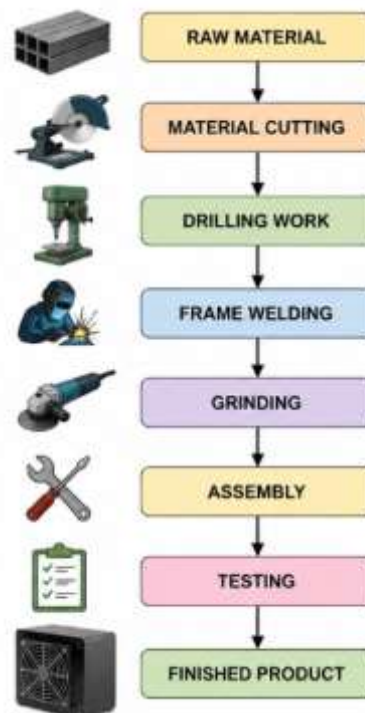 RAW MATERIAL
MATERIAL CUTTING
DRILLING WORK
FRAME WELDING
GRINDING
ASSEMBLY
TESTING
FINISHED PRODUCT